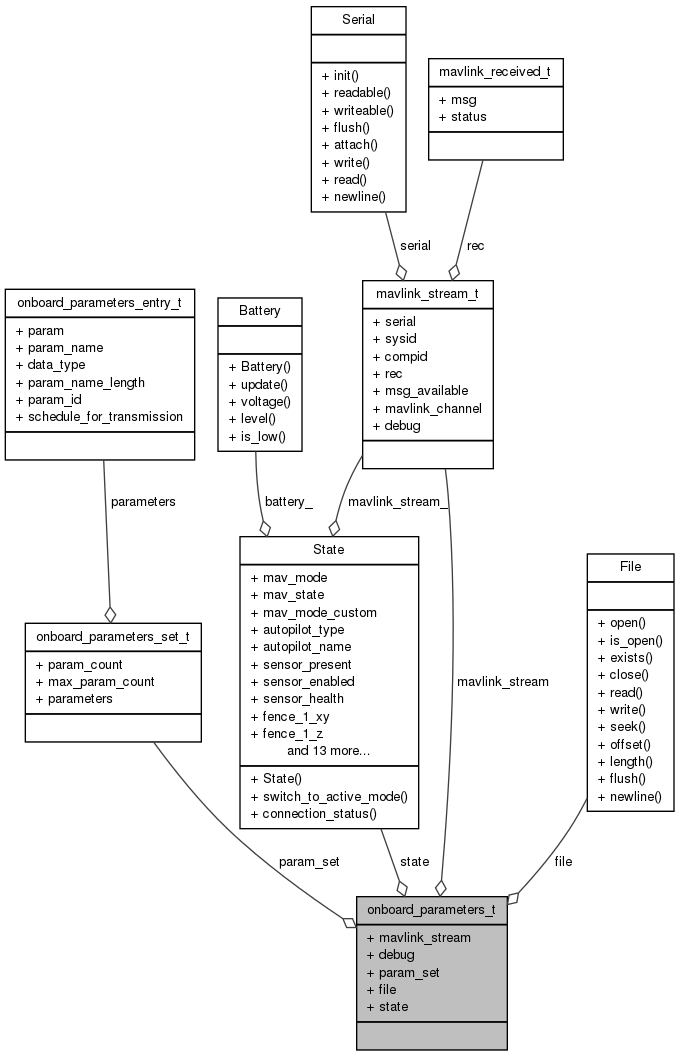 Serial
+ init()
+ readable()
+ writeable()
+ flush()
+ attach()
+ write()
+ read()
+ newline()
mavlink_received_t
+ msg
+ status
serial
rec
onboard_parameters_entry_t
+ param
+ param_name
+ data_type
+ param_name_length
+ param_id
+ schedule_for_transmission
Battery
+ Battery()
+ update()
+ voltage()
+ level()
+ is_low()
mavlink_stream_t
+ serial
+ sysid
+ compid
+ rec
+ msg_available
+ mavlink_channel
+ debug
parameters
battery_
mavlink_stream_
onboard_parameters_set_t
+ param_count
+ max_param_count
+ parameters
State
+ mav_mode
+ mav_state
+ mav_mode_custom
+ autopilot_type
+ autopilot_name
+ sensor_present
+ sensor_enabled
+ sensor_health
+ fence_1_xy
+ fence_1_z
and 13 more...
+ State()
+ switch_to_active_mode()
+ connection_status()
mavlink_stream
File
+ open()
+ is_open()
+ exists()
+ close()
+ read()
+ write()
+ seek()
+ offset()
+ length()
+ flush()
+ newline()
param_set
state
file
onboard_parameters_t
+ mavlink_stream
+ debug
+ param_set
+ file
+ state